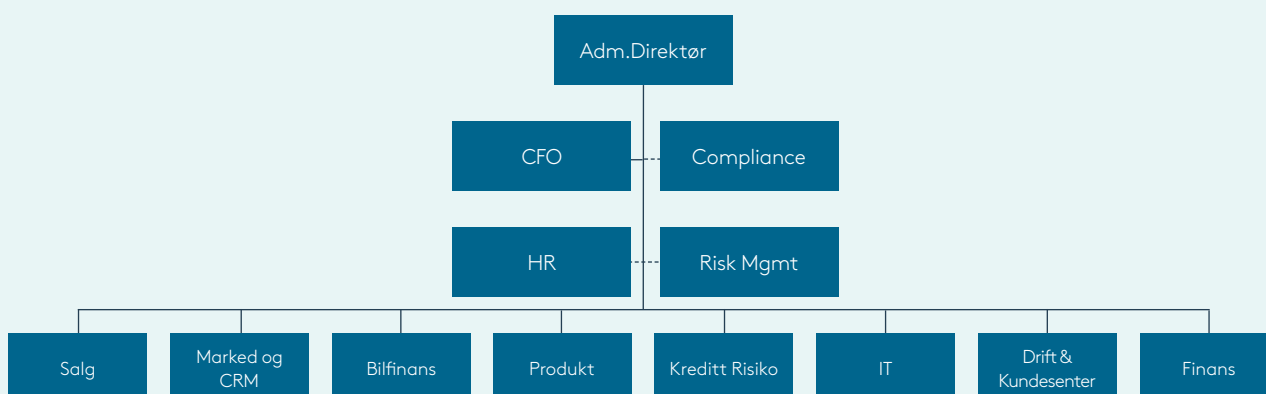 Adm.Direktør
CFO
Compliance
HR
Risk Mgmt
Salg
Marked og
CRM
Bilfinans
Produkt
Kreditt Risiko
IT
Drift &
Kundesenter
Finans